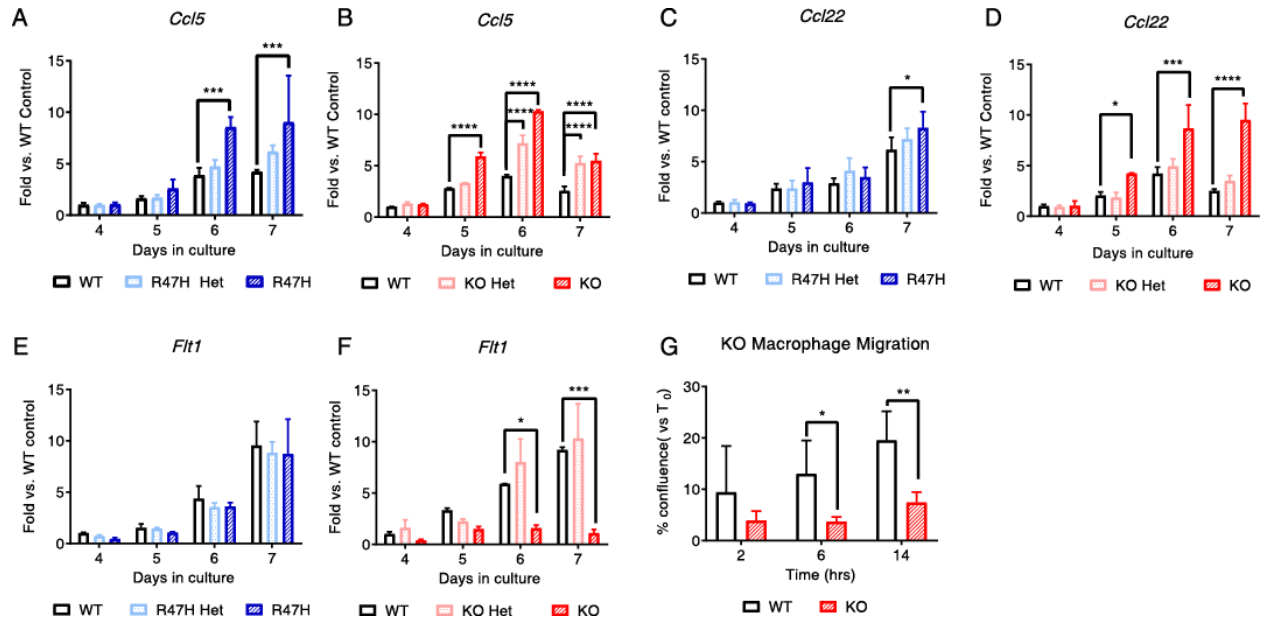 A
Ccl5
Fold vs. WT Control
15
10
5
0
***
***
4 5 6 7
Days in culture
WT R47H Het R47H
B
Ccl5
Fold vs. WT Control
15
10
5
0
****
****
****
****
****
4 5 6 7
Days in culture
WT KO Het KO
C
Ccl22
Fold vs. WT control
15
10
5
0
*
4 5 6 7
Days in culture
WT R47H Het R47H
D
Ccl22
Fold vs. WT Control
15
10
5
0
*
***
****
4 5 6 7
Days in culture
WT KO Het KO
E
Flt1
Fold vs. WT control
15
10
5
0
4 5 6 7
Days in culture
WT R47H Het R47H
F
Flt1
Fold vs. WT control
15
10
5
0
*
***
4 5 6 7
Days in culture
WT KO Het KO
G
KO Macrophage Migration
% confluence( vs T 0)
30
20
10
0
*
**
2 6 14
Time (hrs)
WT KO